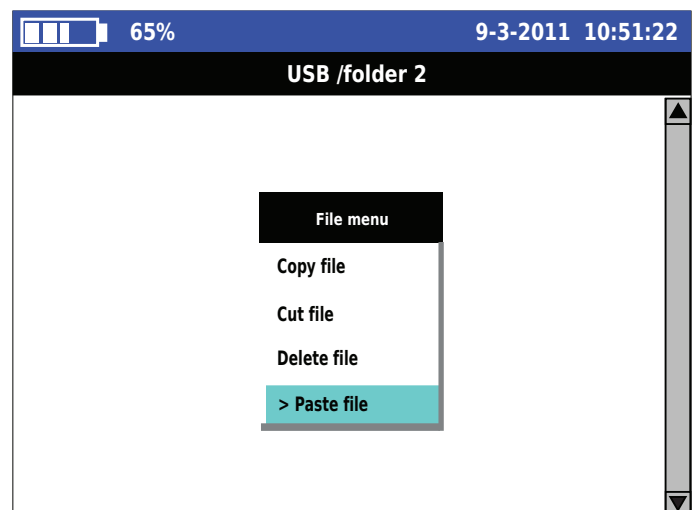 65% 9-3-2011 10:51:22
USB /folder 2
File menu
Copy file
Cut file
Delete file
> Paste file